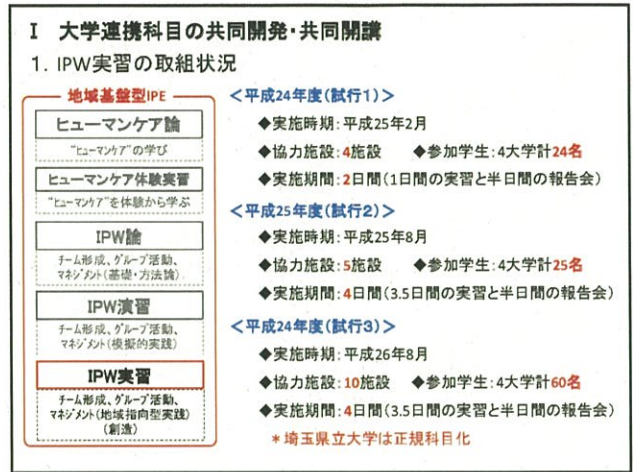 Ⅰ 大学連携科目の共同開発・共同開講
1. IPW実習の取組状況
地域基盤型IPE
ヒューマンケア論
“ヒューマンケア”の学び
ヒューマンケア体験実習
“ヒューマンケア”を体験から学ぶ
IPW論
チーム形成、グループ活動、
マネジメント(基礎・方法論)
IPW演習
チーム形成、グループ活動、
マネジメント(模擬的実践)
IPW実習
チーム形成、グループ活動、
マネジメント(地域指向型実践)
(創造)
<平成24年度(試行1)>
◆実施時期:平成25年2月
◆協力施設:4施設 ◆参加学生:4大学計24名
◆実施期間:2日間(1日間の実習と半日間の報告会)
<平成25年度(試行2)>
◆実施時期:平成25年8月
◆協力施設:5施設 ◆参加学生:4大学計25名
◆実施期間:4日間(3.5日間の実習と半日間の報告会)
<平成24年度(試行3)>
◆実施時期:平成26年8月
◆協力施設:10施設 ◆参加学生:4大学計60名
◆実施期間:4日間(3.5日間の実習と半日間の報告会)
*埼玉県立大学は正規科目化